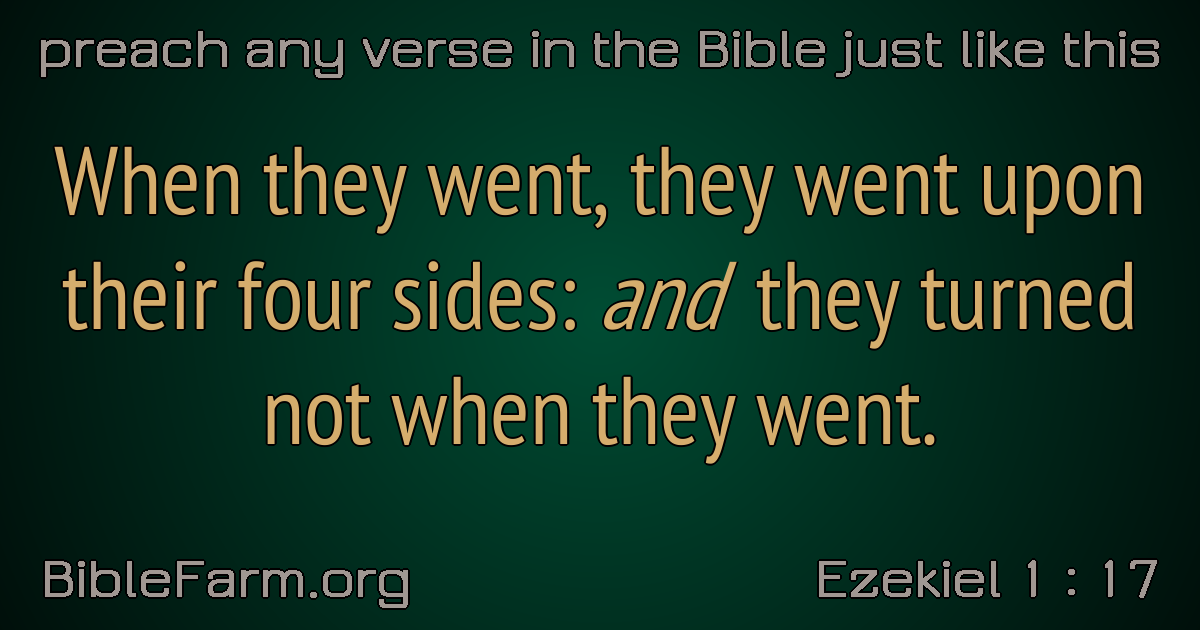 preach any verse in the Bible just like this
When they went, they went upon
their four sides: and they turned
not when they went.
BibleFarm.org
Ezekiel 1 : 17